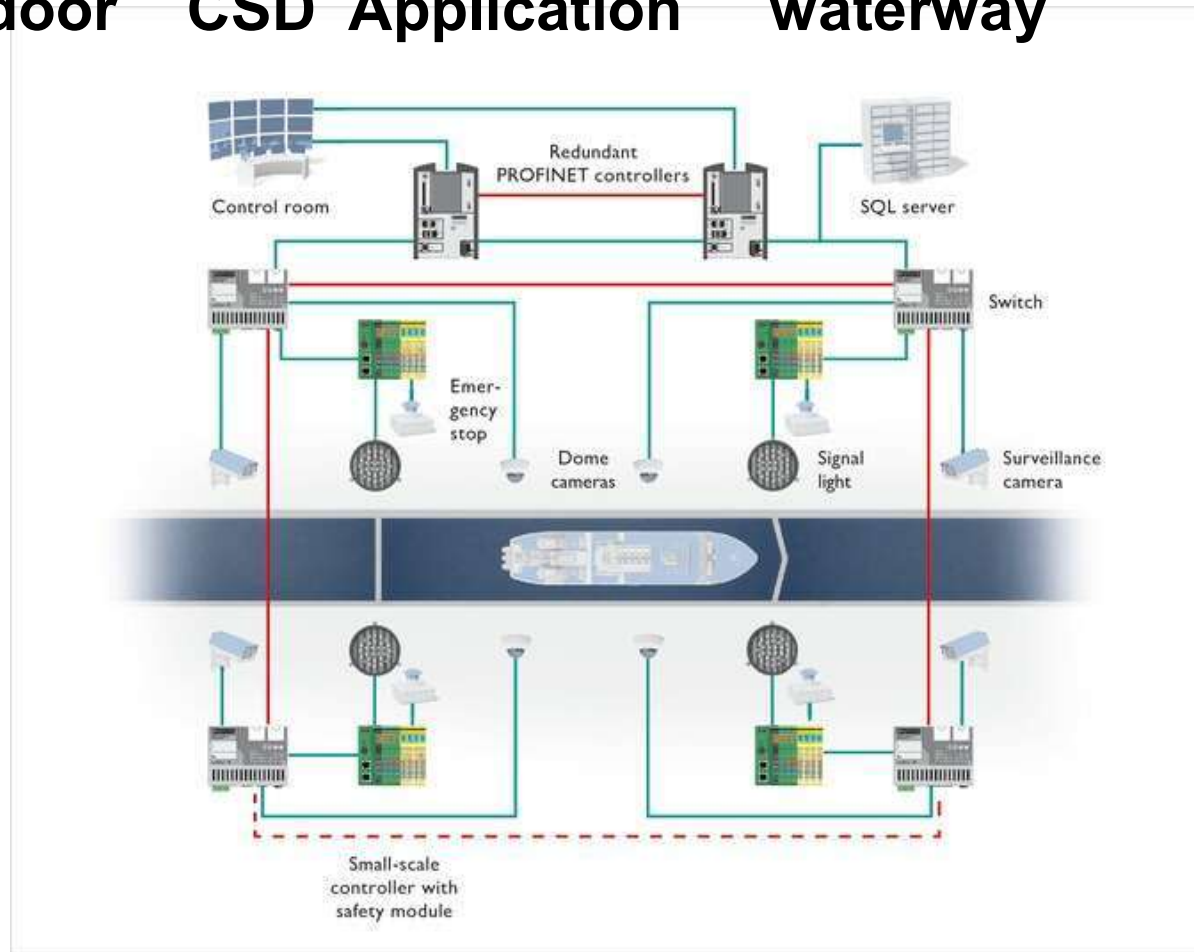 door CSD Application waterway
Redundant
PROFINET controllers
Control room
SQL server
Switch
Emer-
gency
stop
Dome
cameras
Signal
light
Surveillance
camera
Small-scale
controller with
safety module